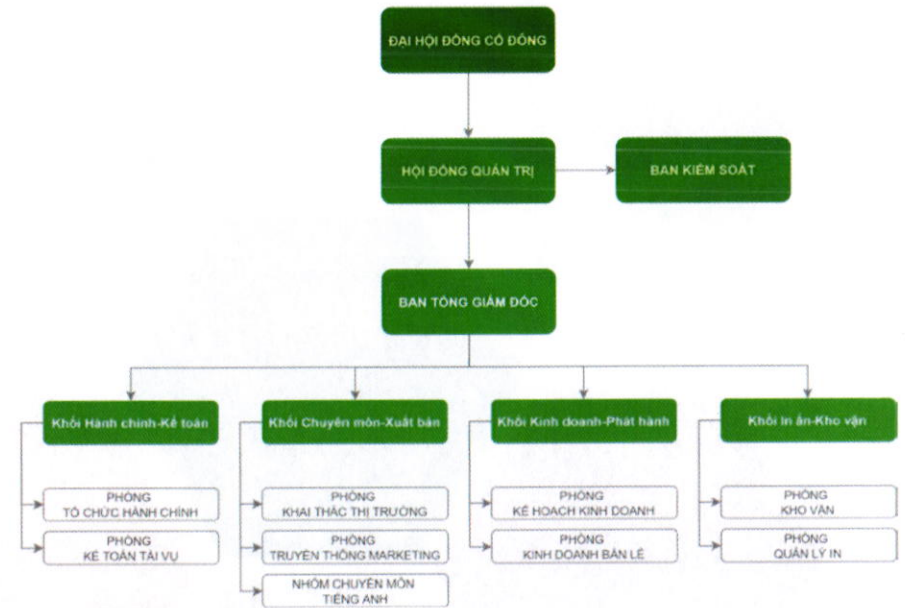 ĐẠI HỘI ĐỒNG CỔ ĐÔNG
HỘI ĐỒNG QUẢN TRỊ
BAN KIỂM SOÁT
BAN TỔNG GIÁM ĐỐC
Khối Hành chính-Kế toán
Khối Chuyên môn-Xuất bản
Khối Kinh doanh-Phát hành
Khối In ấn-Kho vận
PHÒNG
TỔ CHỨC HÀNH CHÍNH
PHÒNG
KHAI THÁC THỊ TRƯỜNG
PHÒNG
KẾ HOẠCH KINH DOANH
PHÒNG
KHO VẬN
PHÒNG
KẾ TOÁN TÀI VỤ
PHÒNG
TRUYỀN THÔNG MARKETING
PHÒNG
KINH DOANH BÁN LẺ
PHÒNG
QUẢN LÝ IN
NHÓM CHUYÊN MÔN
TIẾNG ANH